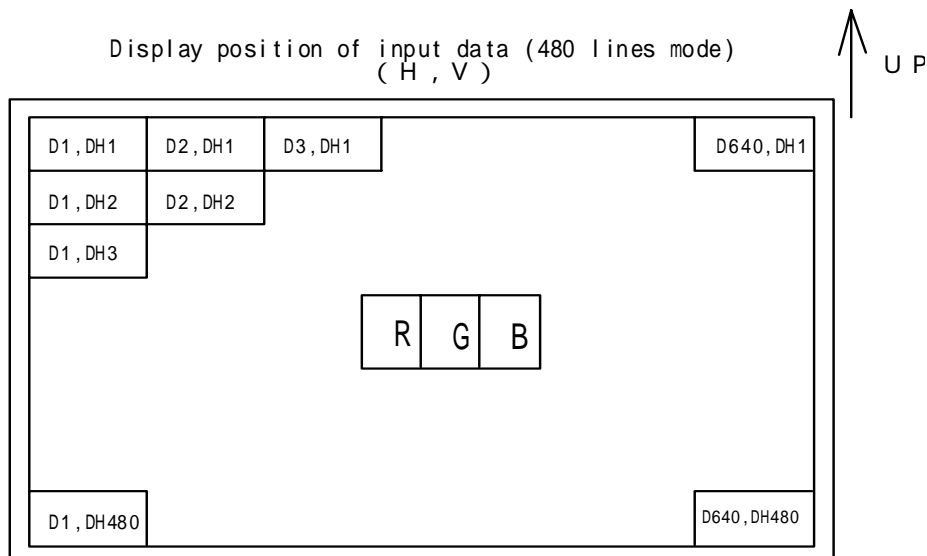 Display position of input data (480 lines mode)
(H,V)
UP
D1,DH1 D2,DH1 D3,DH1 D640,DH1
D1,DH2 D2,DH2
D1,DH3
R G B
D1,DH480 D640,DH480